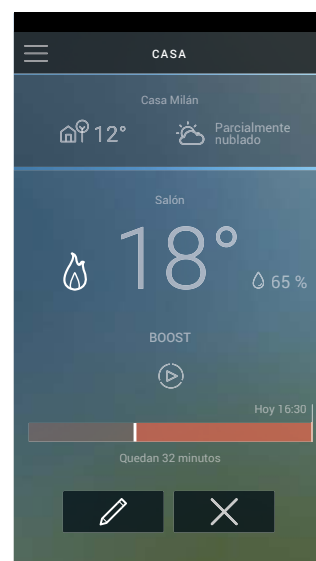 CASA
Casa Milán
12°
Parcialmente
nublado
Salón
18°
65 %
BOOST
Hoy 16:30
Quedan 32 minutos